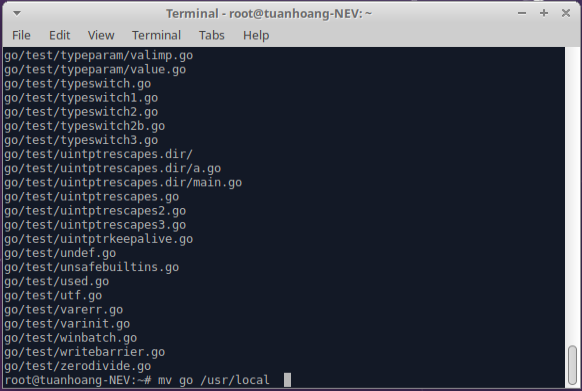 Terminal - root@tuanhoang-NEV: ~
File Edit View Terminal Tabs Help
go/test/typeparam/valimp.go
go/test/typeparam/value.go
go/test/typeswitch.go
go/test/typeswitch1.go
go/test/typeswitch2.go
go/test/typeswitch2b.go
go/test/typeswitch3.go
go/test/uintptrescapes.dir/
go/test/uintptrescapes.dir/a.go
go/test/uintptrescapes.dir/main.go
go/test/uintptrescapes.go
go/test/uintptrescapes2.go
go/test/uintptrescapes3.go
go/test/uintptrkeepalive.go
go/test/undef.go
go/test/unsafebuiltins.go
go/test/used.go
go/test/utf.go
go/test/varerr.go
go/test/varinit.go
go/test/winbatch.go
go/test/writebarrier.go
go/test/zerodivide.go
root@tuanhoang-NEV:~# mv go /usr/local